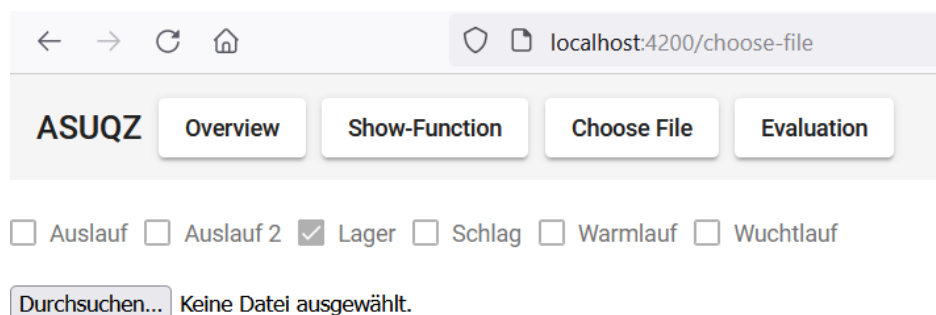 localhost:4200/choose-file
ASUQZ Overview Show-Function Choose File Evaluation
Auslauf Auslauf 2 Lager Schlag Warmlauf Wuchtlauf
Durchsuchen... Keine Datei ausgewählt.